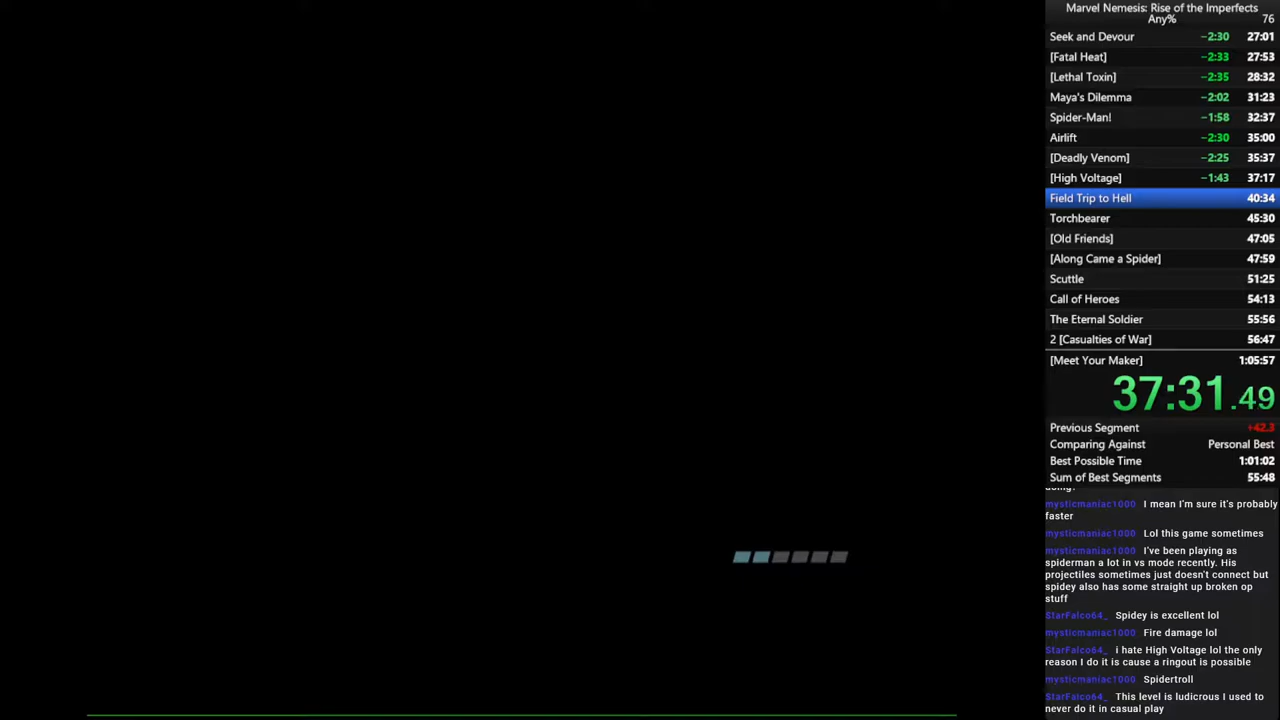 Marvel Nemesis: Rise of the Imperfects
Any% 76
Seek and Devour −2:30 27:01
[Fatal Heat] −2:33 27:53
[Lethal Toxin] −2:35 28:32
Maya's Dilemma −2:02 31:23
Spider-Man! −1:58 32:37
Airlift −2:30 35:00
[Deadly Venom] −2:25 35:37
[High Voltage] −1:43 37:17
Field Trip to Hell 40:34
Torchbearer 45:30
[Old Friends] 47:05
[Along Came a Spider] 47:59
Scuttle 51:25
Call of Heroes 54:13
The Eternal Soldier 55:56
2 [Casualties of War] 56:47
[Meet Your Maker] 1:05:57
37:31.49
Previous Segment +42.3
Comparing Against Personal Best
Best Possible Time 1:01:02
Sum of Best Segments 55:48
doing?
mysticmaniac1000 I mean I'm sure it's probably
faster
mysticmaniac1000 Lol this game sometimes
mysticmaniac1000 I've been playing as
spiderman a lot in vs mode recently. His
projectiles sometimes just doesn't connect but
spidey also has some straight up broken op
stuff
StarFalco64_ Spidey is excellent lol
mysticmaniac1000 Fire damage lol
StarFalco64_ i hate High Voltage lol the only
reason I do it is cause a ringout is possible
mysticmaniac1000 Spidertroll
StarFalco64_ This level is ludicrous I used to
never do it in casual play